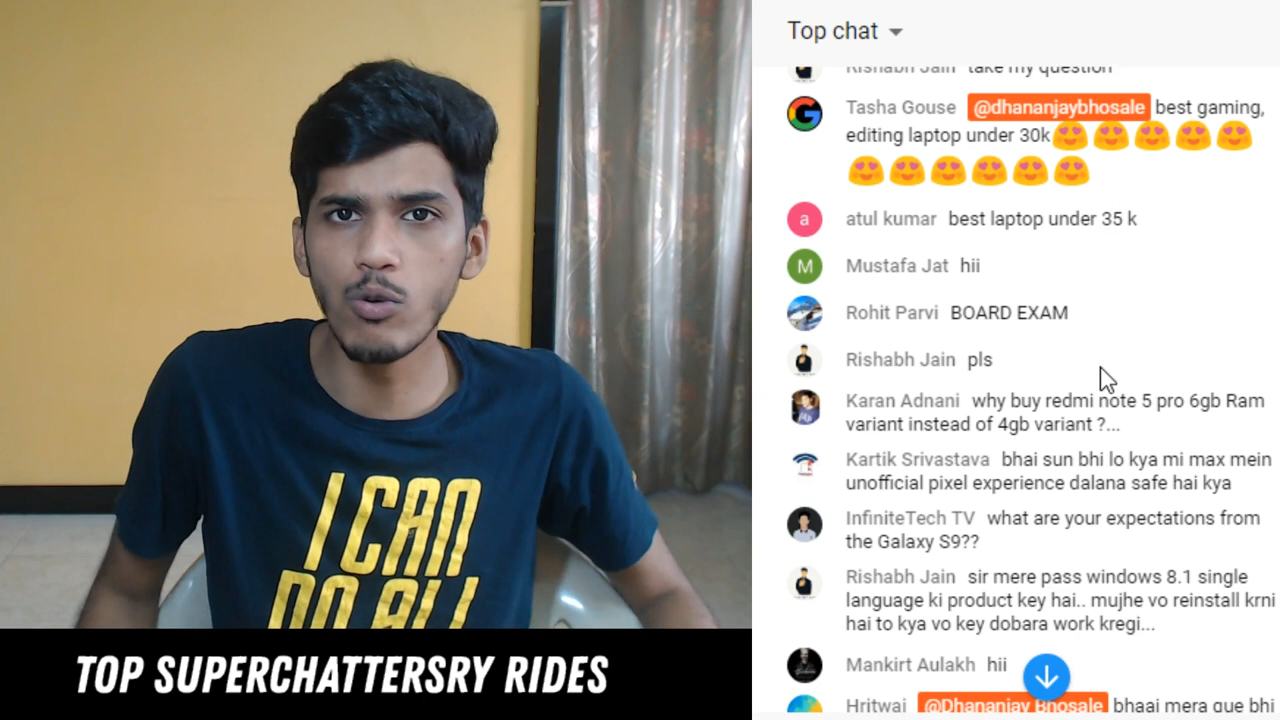 Top chat
Rishabh Jain take my question
Tasha Gouse @dhananjaybhosale best gaming,
editing laptop under 30k
a
atul kumar best laptop under 35 k
M
Mustafa Jat hii
Rohit Parvi BOARD EXAM
Rishabh Jain pls
Karan Adnani why buy redmi note 5 pro 6gb Ram
variant instead of 4gb variant ?...
Kartik Srivastava bhai sun bhi lo kya mi max mein
unofficial pixel experience dalana safe hai kya
InfiniteTech TV what are your expectations from
the Galaxy S9??
Rishabh Jain sir mere pass windows 8.1 single
language ki product key hai.. mujhe vo reinstall krni
hai to kya vo key dobara work kregi...
Mankirt Aulakh hii
Hritwai @Dhananjay Bhosale bhaai mera que bhi
I CAN
DO ALL
TOP SUPERCHATTERSRY RIDES